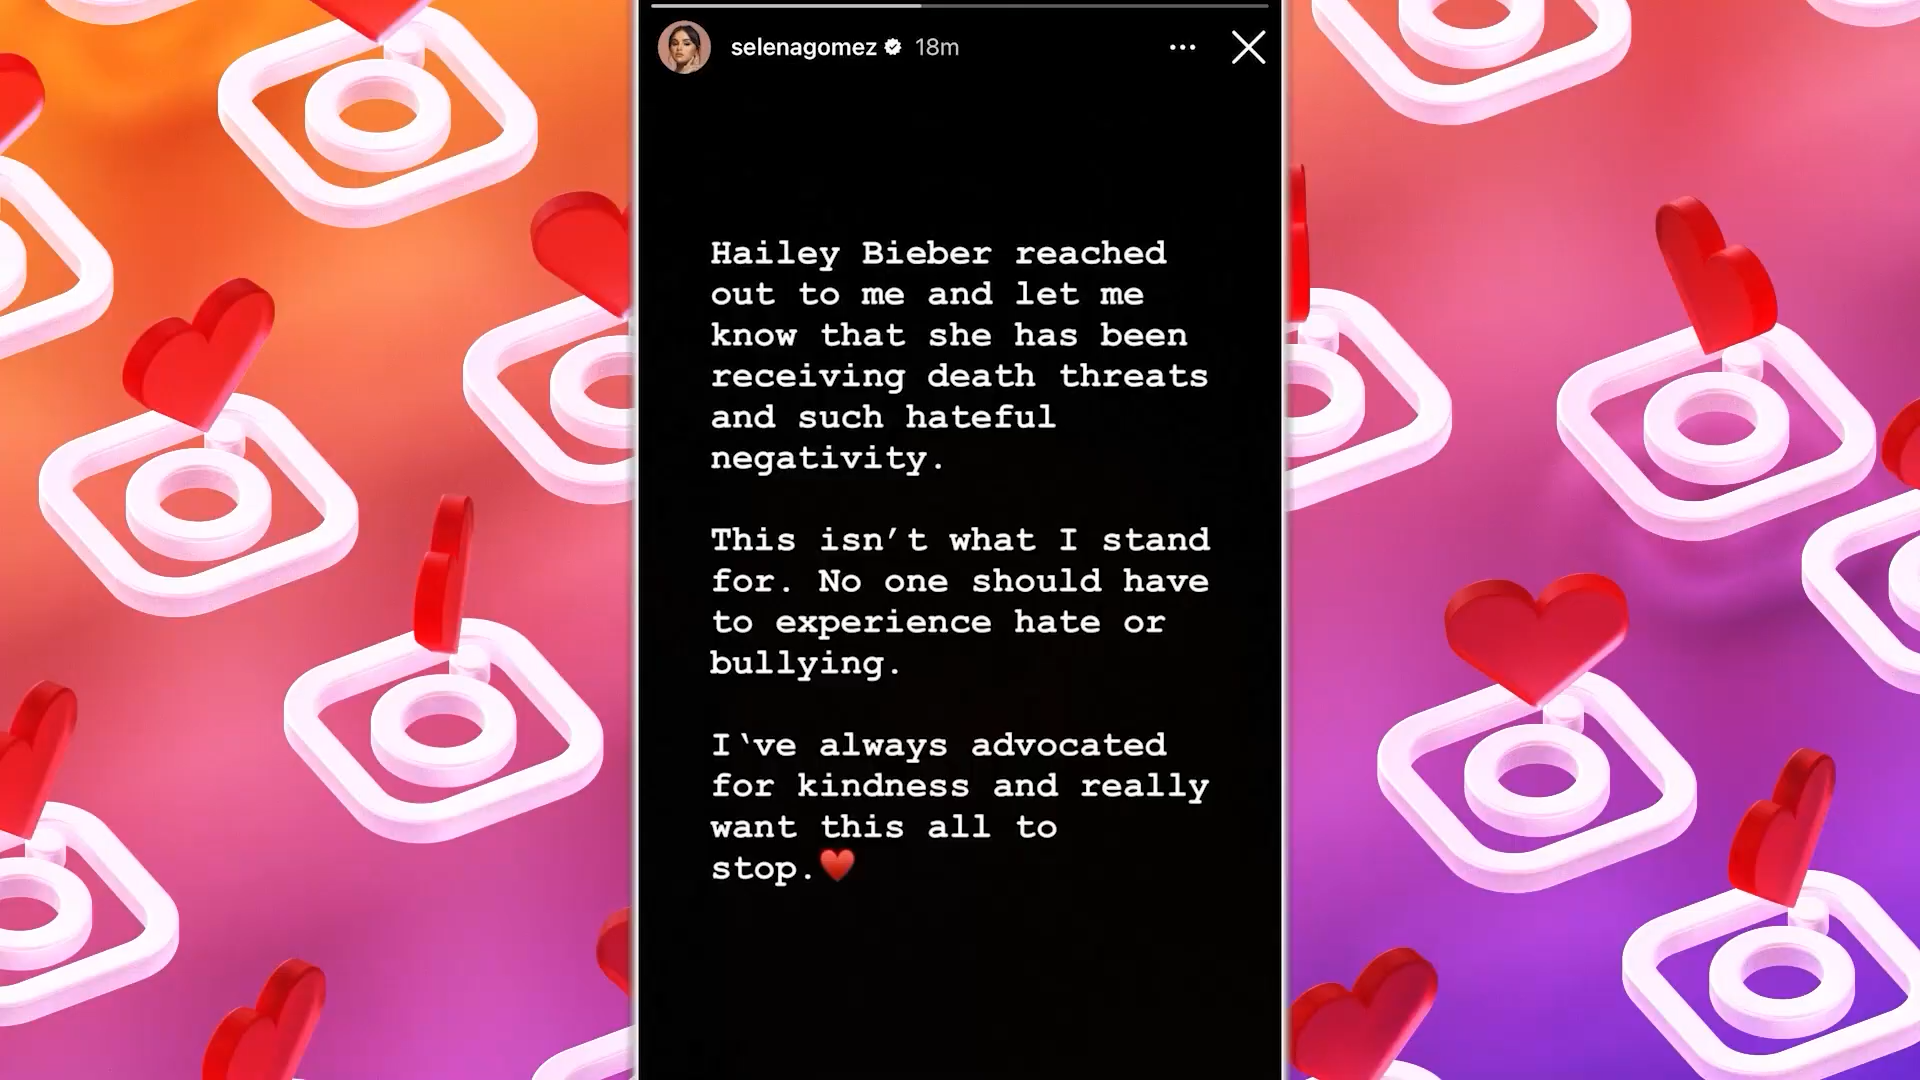 selenagomez 18m
Hailey Bieber reached
out to me and let me
know that she has been
receiving death threats
and such hateful
negativity.
This isn’t what I stand
for. No one should have
to experience hate or
bullying.
I‘ve always advocated
for kindness and really
want this all to
stop.♥️